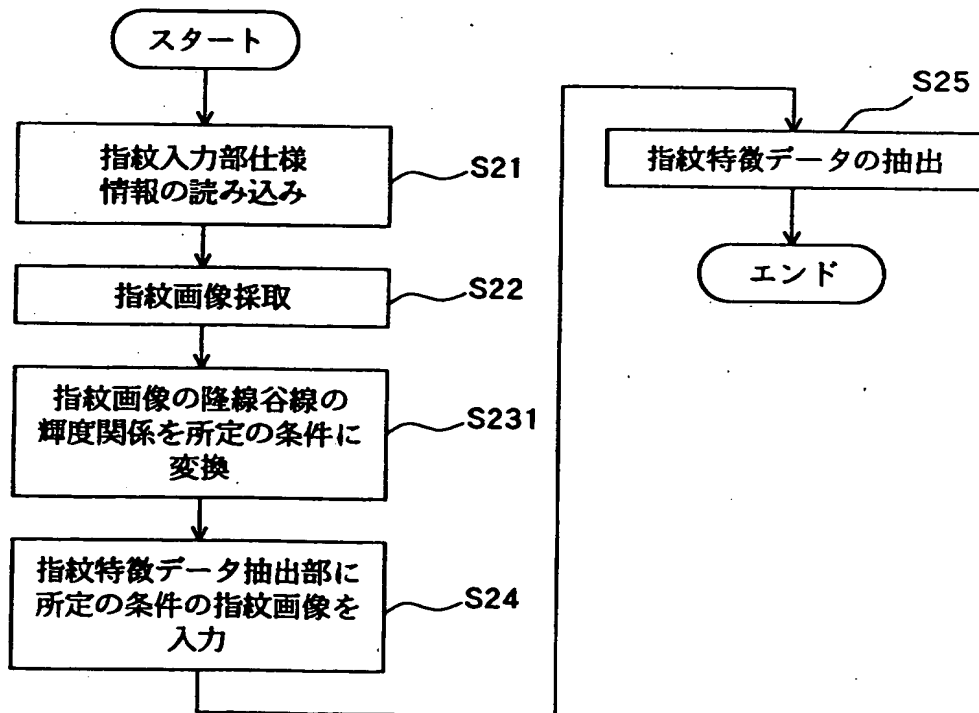 スタート
指紋入力部仕様
情報の読み込み
S21
指紋画像採取
S22
指紋画像の隆線谷線の
輝度関係を所定の条件に
変換
S231
指紋特徴データ抽出部に
所定の条件の指紋画像を
入力
S24
S25
指紋特徴データの抽出
エンド